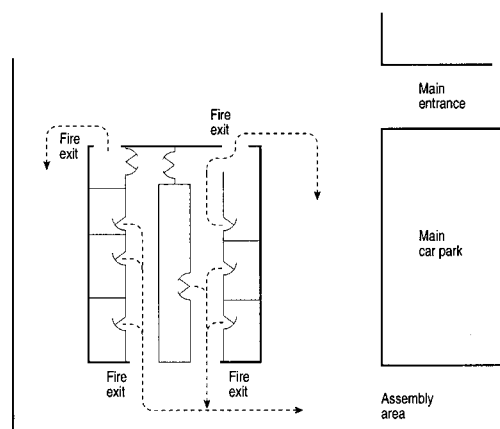 Main
entrance
Fire
exit
Fire
exit
Main
car park
Fire
exit
Fire
exit
Assembly
area